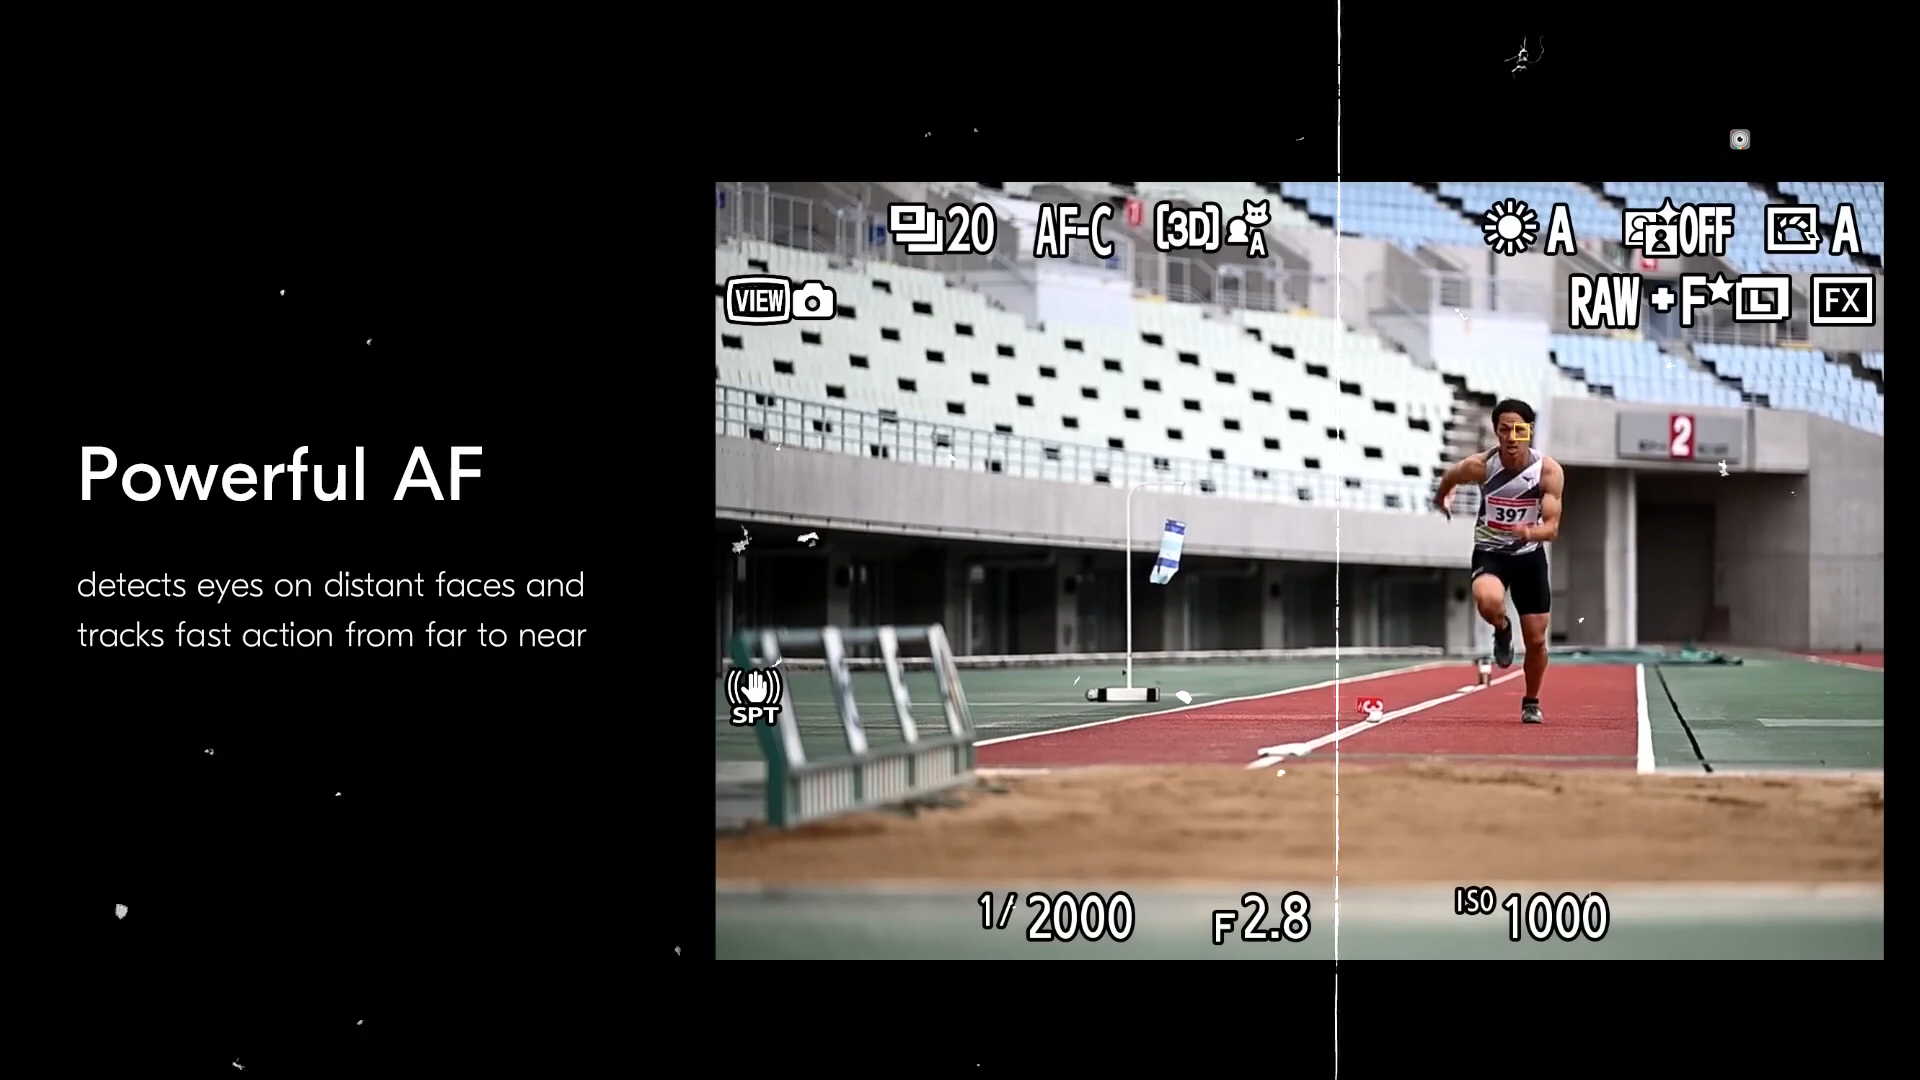 Powerful AF
detects eyes on distant faces and
tracks fast action from far to near
20 AF-C [3D] A
A OFF A
VIEW
RAW + F★ L FX
2
397
SPT
1/2000 F2.8 ISO 1000